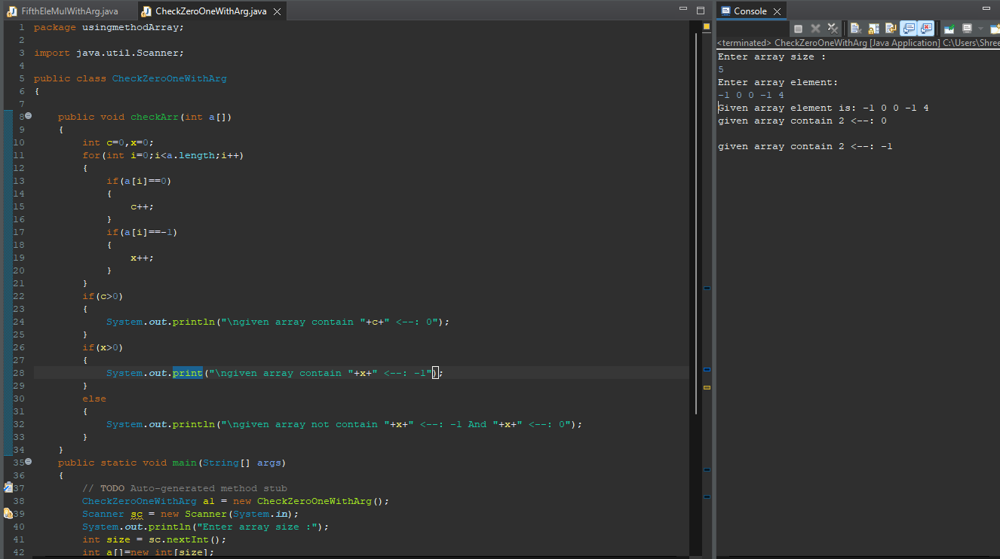 FifthEleMulWithArg.java
CheckZeroOneWithArg.java
1 package usingmethodArray;
2
3 import java.util.Scanner;
4
5 public class CheckZeroOneWithArg
6 {
7
8 public void checkArr(int a[])
9 {
10 int c=0,x=0;
11 for(int i=0;i<a.length;i++)
12 {
13 if(a[i]==0)
14 {
15 c++;
16 }
17 if(a[i]==-1)
18 {
19 x++;
20 }
21 }
22 if(c>0)
23 {
24 System.out.println("\ngiven array contain "+c+" <--: 0");
25 }
26 if(x>0)
27 {
28 System.out.print("\ngiven array contain "+x+" <--: -1");
29 }
30 else
31 {
32 System.out.println("\ngiven array not contain "+x+" <--: -1 And "+x+" <--: 0");
33 }
34 }
35 public static void main(String[] args)
36 {
37 // TODO Auto-generated method stub
38 CheckZeroOneWithArg a1 = new CheckZeroOneWithArg();
39 Scanner sc = new Scanner(System.in);
40 System.out.println("Enter array size :");
41 int size = sc.nextInt();
42 int a[]=new int[size];
Console
<terminated> CheckZeroOneWithArg [Java Application] C:\Users\Shree
Enter array size :
5
Enter array element:
-1 0 0 -1 4
Given array element is: -1 0 0 -1 4
given array contain 2 <--: 0
given array contain 2 <--: -1